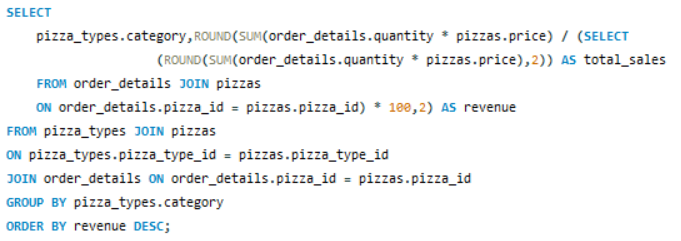 SELECT
pizza_types.category,ROUND(SUM(order_details.quantity * pizzas.price) / (SELECT
(ROUND(SUM(order_details.quantity * pizzas.price),2)) AS total_sales
FROM order_details JOIN pizzas
ON order_details.pizza_id = pizzas.pizza_id) * 100,2) AS revenue
FROM pizza_types JOIN pizzas
ON pizza_types.pizza_type_id = pizzas.pizza_type_id
JOIN order_details ON order_details.pizza_id = pizzas.pizza_id
GROUP BY pizza_types.category
ORDER BY revenue DESC;